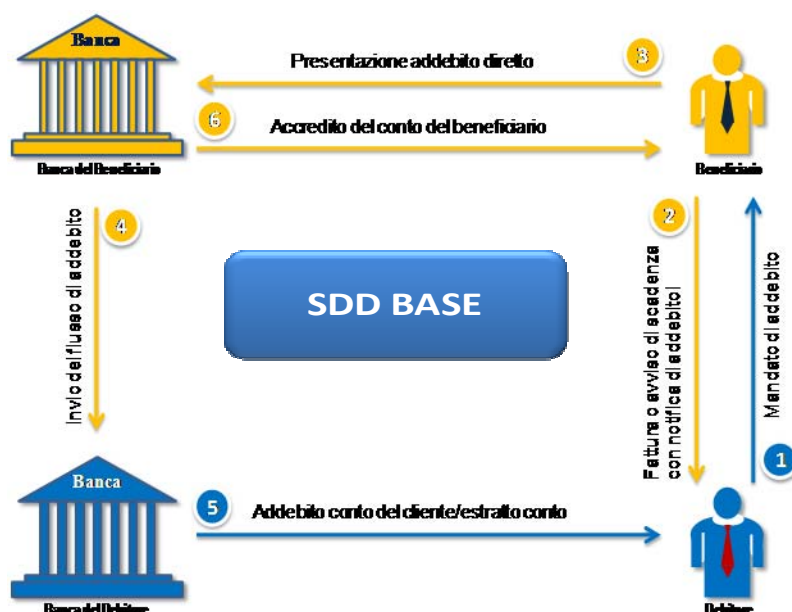 Banca
Presentazione addebito diretto
3
6
Accredito del conto del beneficiario
Banca del Beneficiario
Beneficiario
4
Invio del flusso di addebito
SDD BASE
2
Fattura o avviso di scadenza
con notifica di addebito
Mandato di addebito
1
Banca
5
Addebito conto del cliente/estratto conto
Banca del Debitore
Debitore